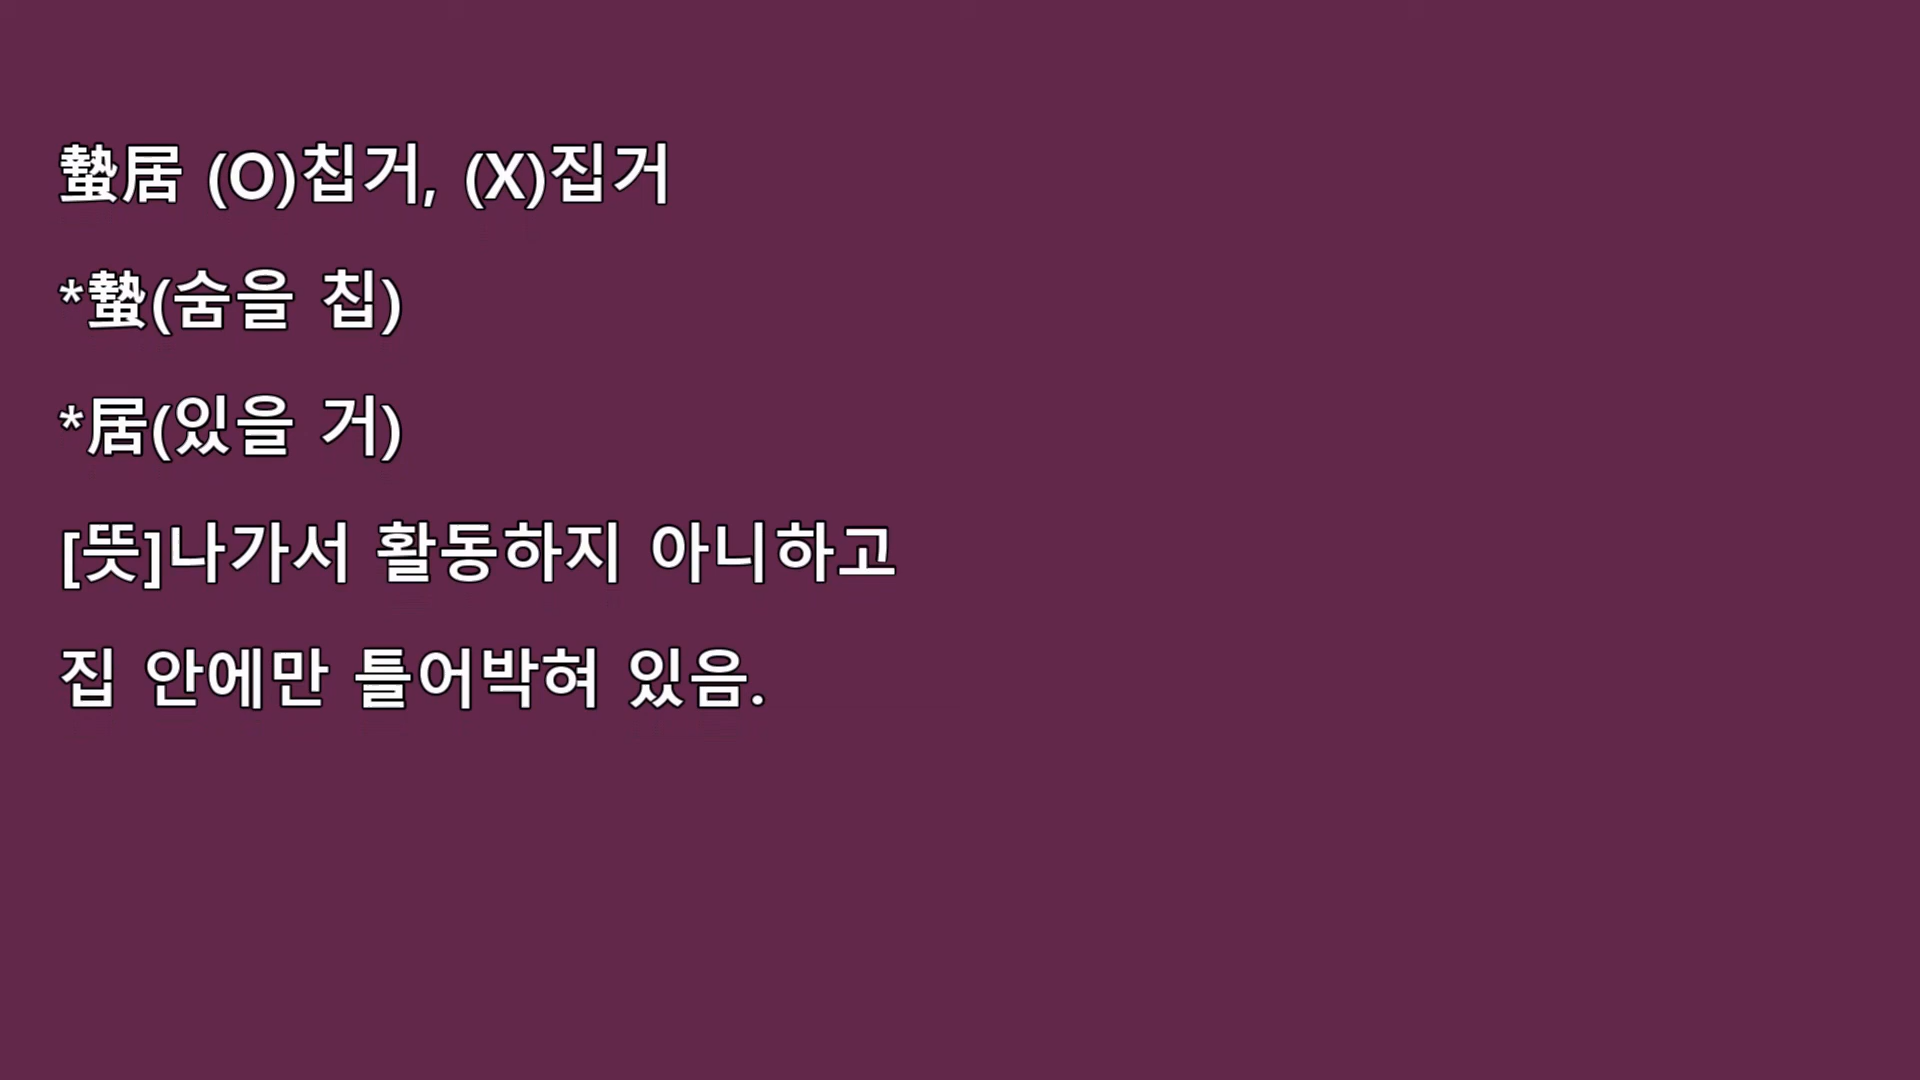 蟄居 (O)칩거, (X)집거
*蟄(숨을 칩)
*居(있을 거)
[뜻]나가서 활동하지 아니하고
집 안에만 틀어박혀 있음.